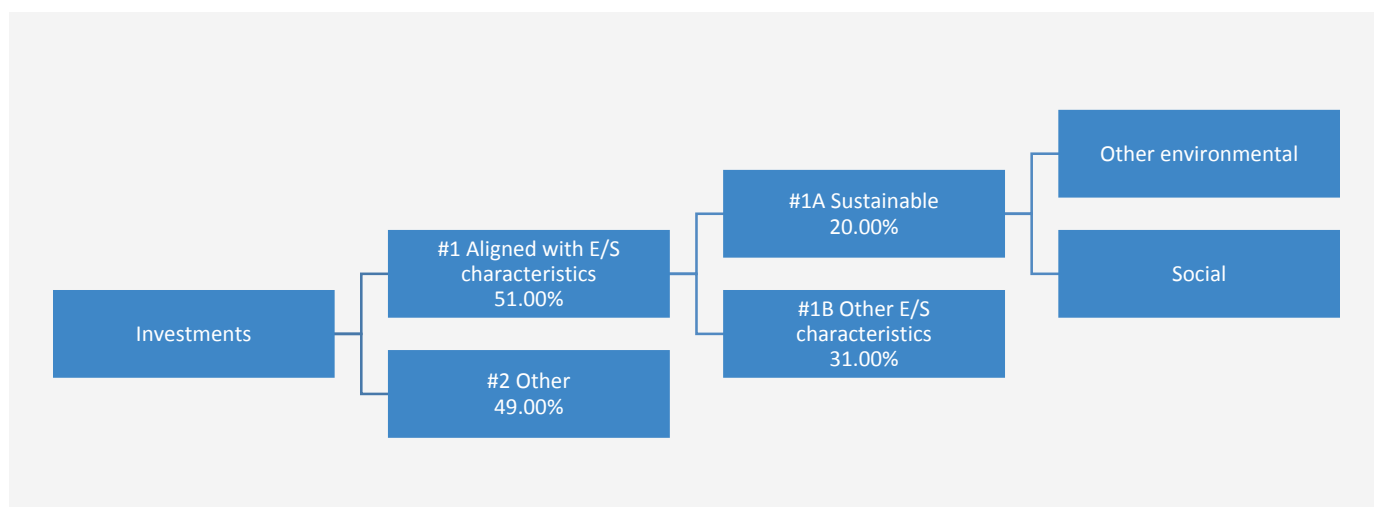 Investments
#1 Aligned with E/S
characteristics
51.00%
#2 Other
49.00%
#1A Sustainable
20.00%
#1B Other E/S
characteristics
31.00%
Other environmental
Social